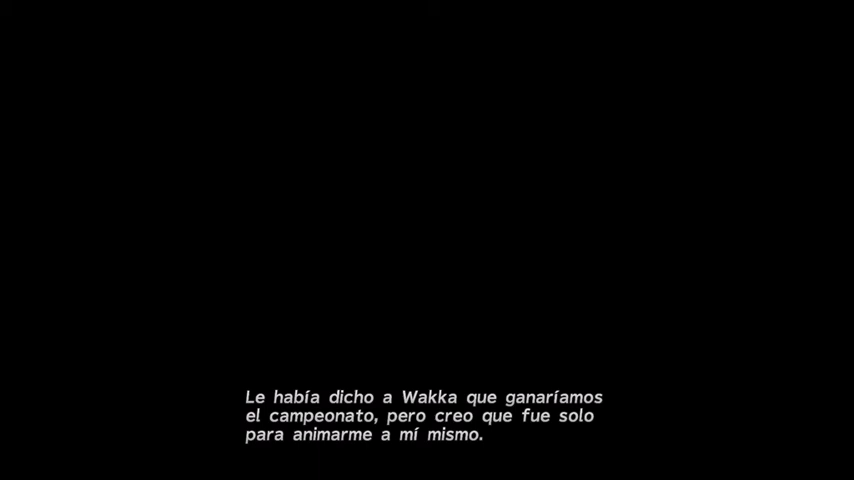 Le había dicho a Wakka que ganaríamos
el campeonato, pero creo que fue solo
para animarme a mí mismo.